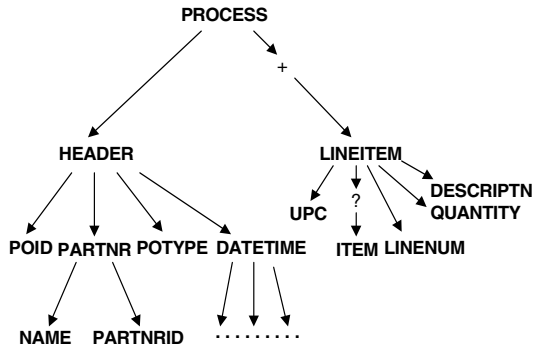 PROCESS
+
HEADER LINEITEM
DESCRIPTN
UPC ? QUANTITY
POID PARTNR POTYPE DATETIME ITEM LINENUM
NAME PARTNRID .........